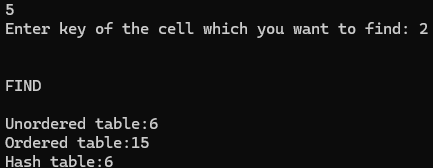 5
Enter key of the cell which you want to find: 2
FIND
Unordered table:6
Ordered table:15
Hash table:6